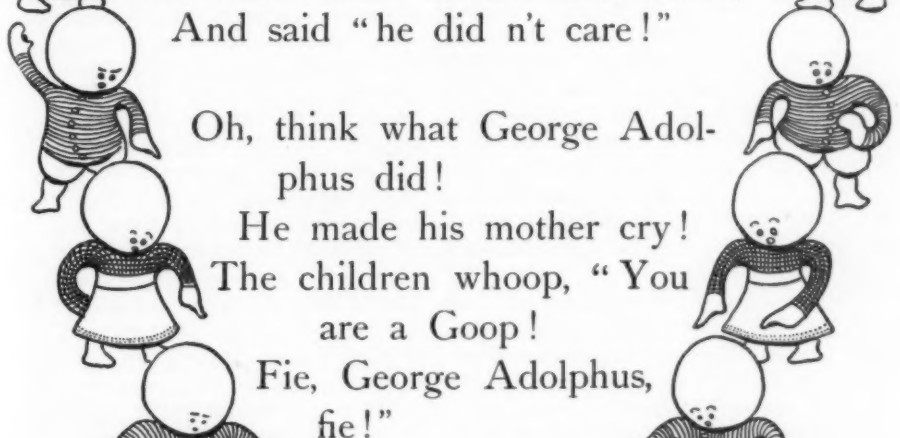 And said “he did n't care!”
Oh, think what George Adol-
phus did!
He made his mother cry!
The children whoop, “You
are a Goop!
Fie, George Adolphus,
fie!”